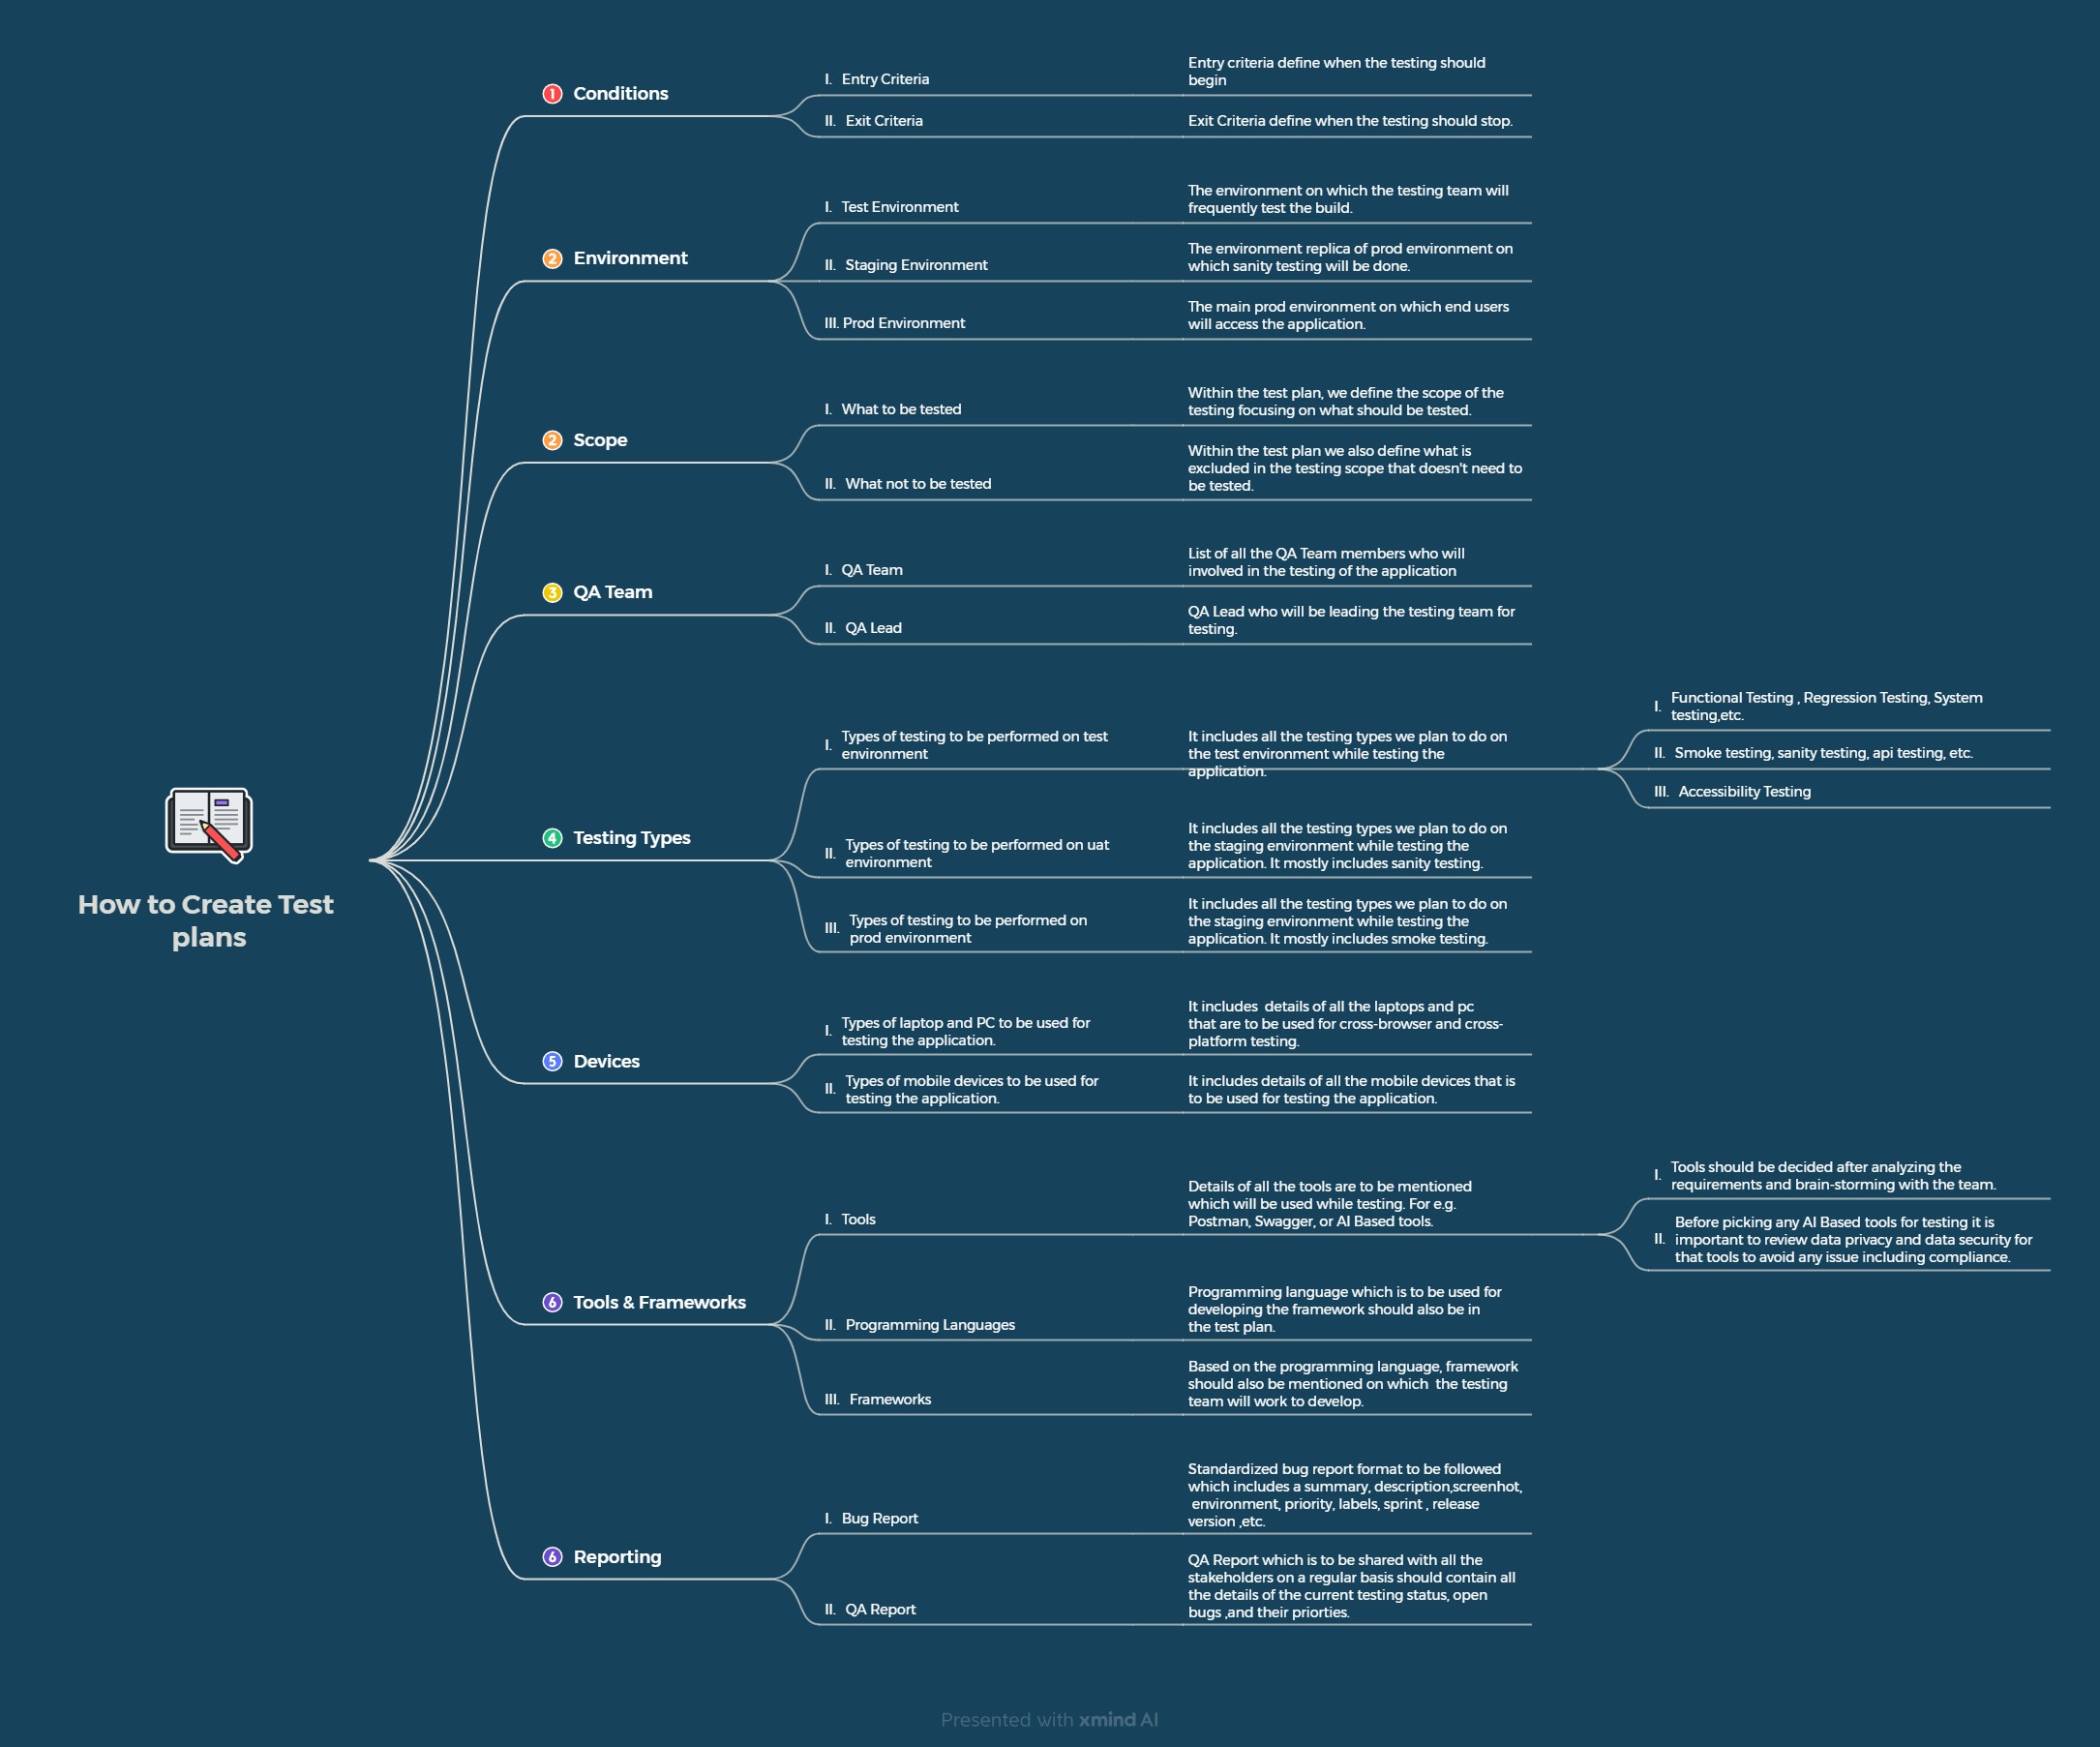 How to Create Test
plans
1 Conditions
I. Entry Criteria
Entry criteria define when the testing should
begin
II. Exit Criteria
Exit Criteria define when the testing should stop.
2 Environment
I. Test Environment
The environment on which the testing team will
frequently test the build.
II. Staging Environment
The environment replica of prod environment on
which sanity testing will be done.
III. Prod Environment
The main prod environment on which end users
will access the application.
2 Scope
I. What to be tested
Within the test plan, we define the scope of the
testing focusing on what should be tested.
II. What not to be tested
Within the test plan we also define what is
excluded in the testing scope that doesn't need to
be tested.
3 QA Team
I. QA Team
List of all the QA Team members who will
involved in the testing of the application
II. QA Lead
QA Lead who will be leading the testing team for
testing.
4 Testing Types
I. Types of testing to be performed on test
environment
It includes all the testing types we plan to do on
the test environment while testing the
application.
I. Functional Testing , Regression Testing, System
testing,etc.
II. Smoke testing, sanity testing, api testing, etc.
III. Accessibility Testing
II. Types of testing to be performed on uat
environment
It includes all the testing types we plan to do on
the staging environment while testing the
application. It mostly includes sanity testing.
III. Types of testing to be performed on
prod environment
It includes all the testing types we plan to do on
the staging environment while testing the
application. It mostly includes smoke testing.
5 Devices
I. Types of laptop and PC to be used for
testing the application.
It includes  details of all the laptops and pc
that are to be used for cross-browser and cross-
platform testing.
II. Types of mobile devices to be used for
testing the application.
It includes details of all the mobile devices that is
to be used for testing the application.
6 Tools & Frameworks
I. Tools
Details of all the tools are to be mentioned
which will be used while testing. For e.g.
Postman, Swagger, or AI Based tools.
I. Tools should be decided after analyzing the
requirements and brain-storming with the team.
II. Before picking any AI Based tools for testing it is
important to review data privacy and data security for
that tools to avoid any issue including compliance.
II. Programming Languages
Programming language which is to be used for
developing the framework should also be in
the test plan.
III. Frameworks
Based on the programming language, framework
should also be mentioned on which  the testing
team will work to develop.
6 Reporting
I. Bug Report
Standardized bug report format to be followed
which includes a summary, description,screenhot,
environment, priority, labels, sprint , release
version ,etc.
II. QA Report
QA Report which is to be shared with all the
stakeholders on a regular basis should contain all
the details of the current testing status, open
bugs ,and their priorties.
Presented with xmind AI